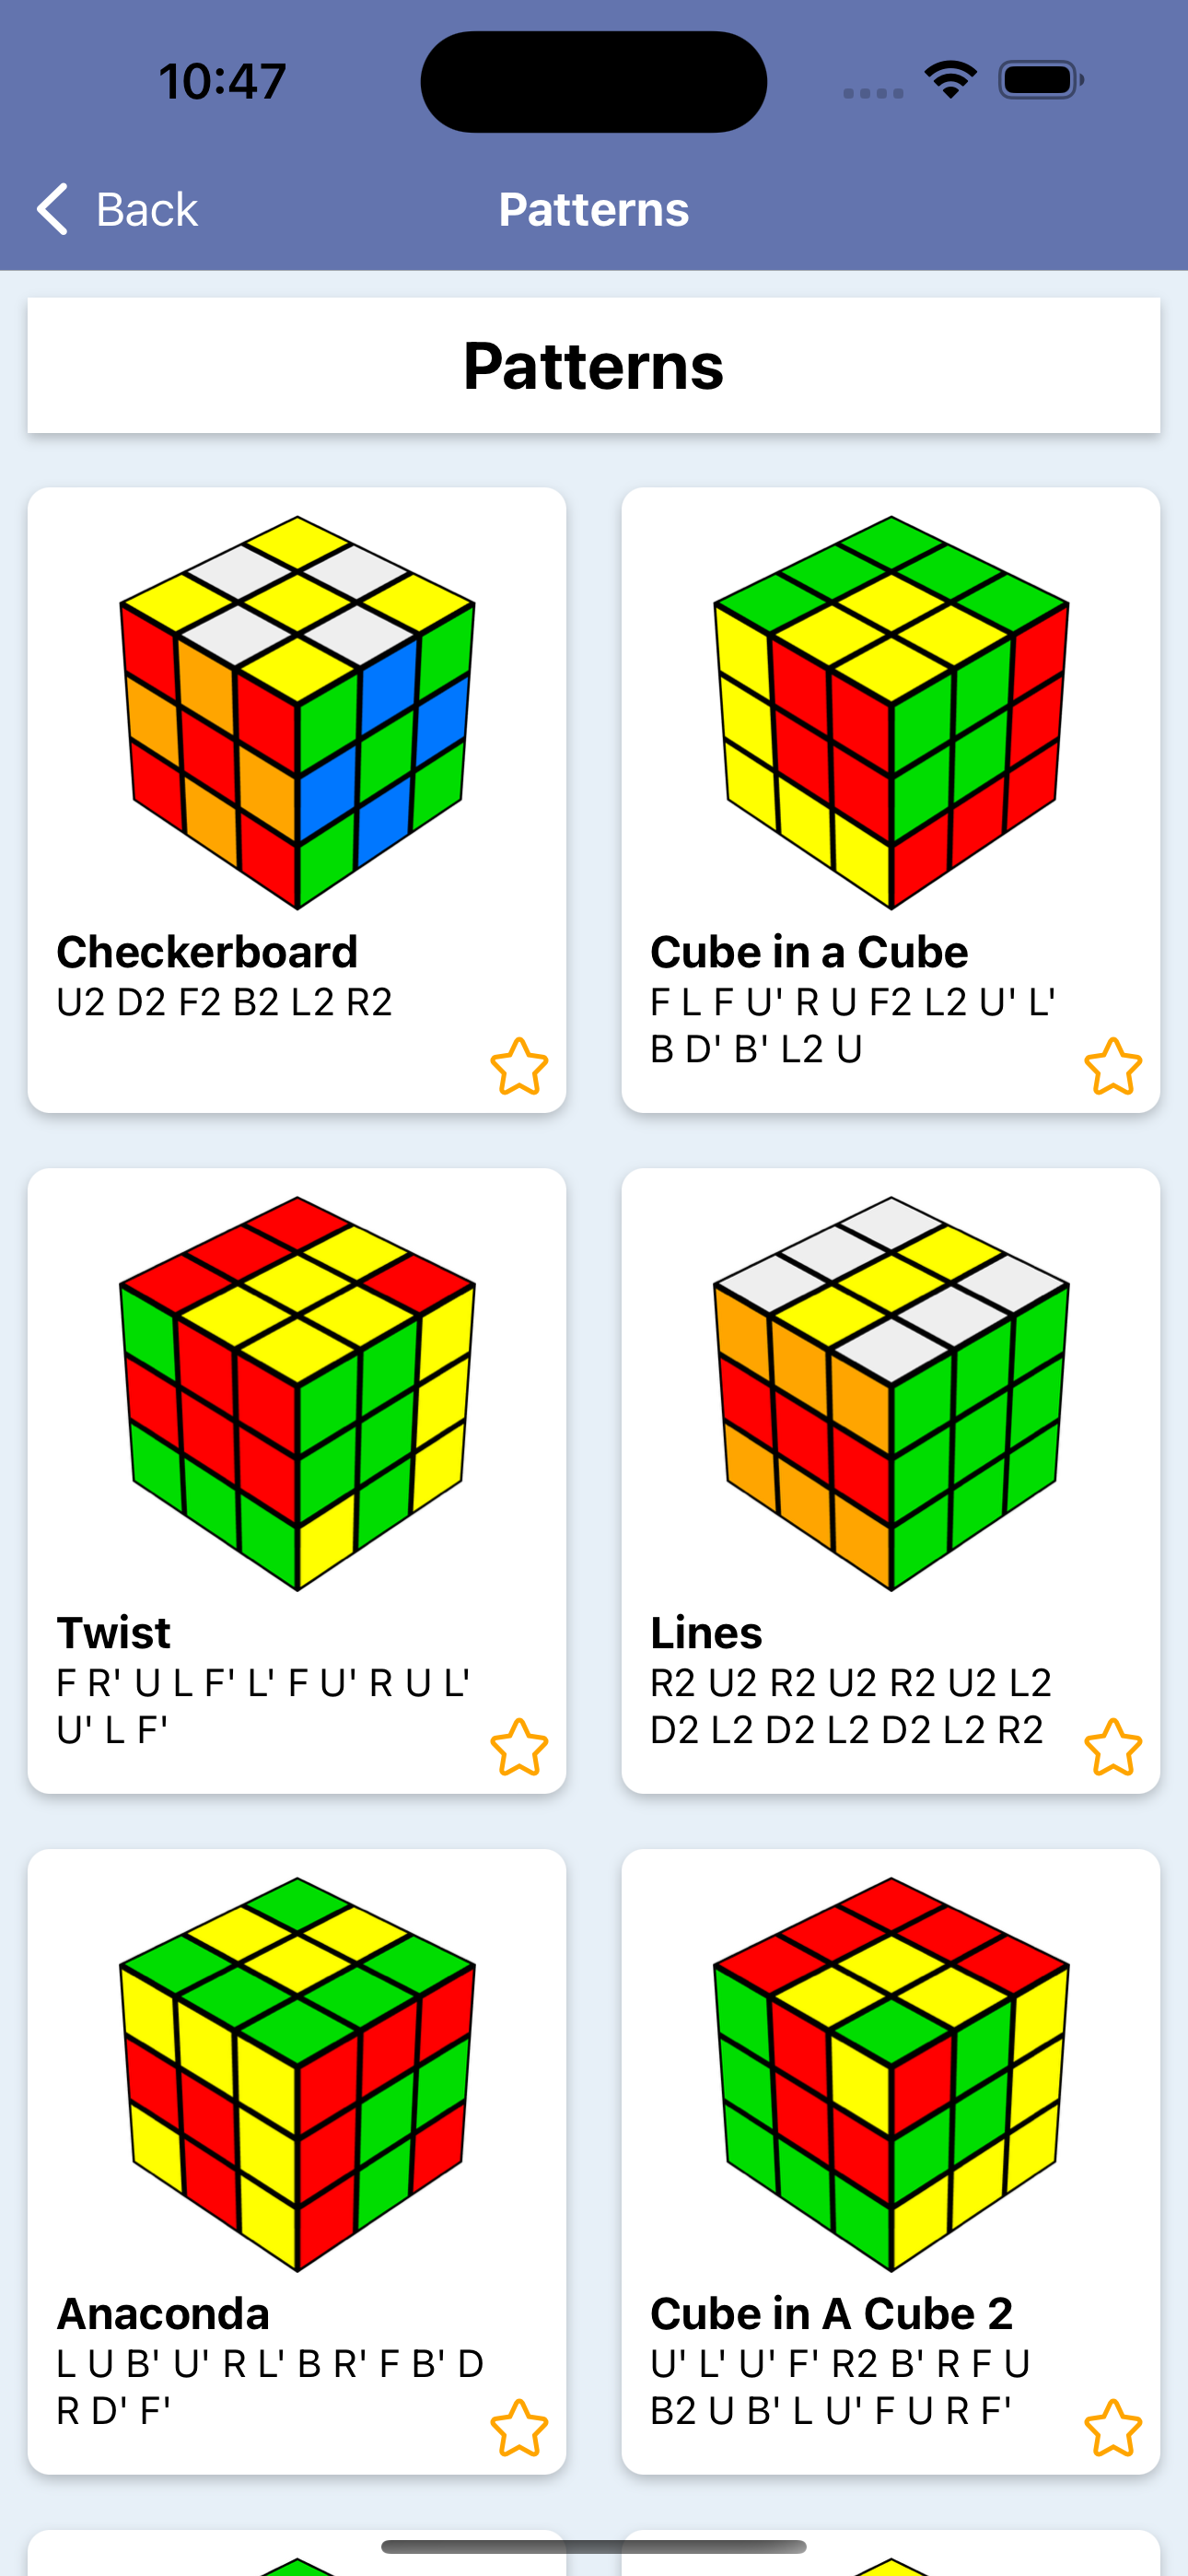 10:47
Back
Patterns
Patterns
Checkerboard
U2 D2 F2 B2 L2 R2
Cube in a Cube
F L F U' R U F2 L2 U' L'
B D' B' L2 U
Twist
F R' U L F' L' F U' R U L'
U' L F'
Lines
R2 U2 R2 U2 R2 U2 L2
D2 L2 D2 L2 D2 L2 R2
Anaconda
L U B' U' R L' B R' F B' D
R D' F'
Cube in A Cube 2
U' L' U' F' R2 B' R F U
B2 U B' L U' F U R F'